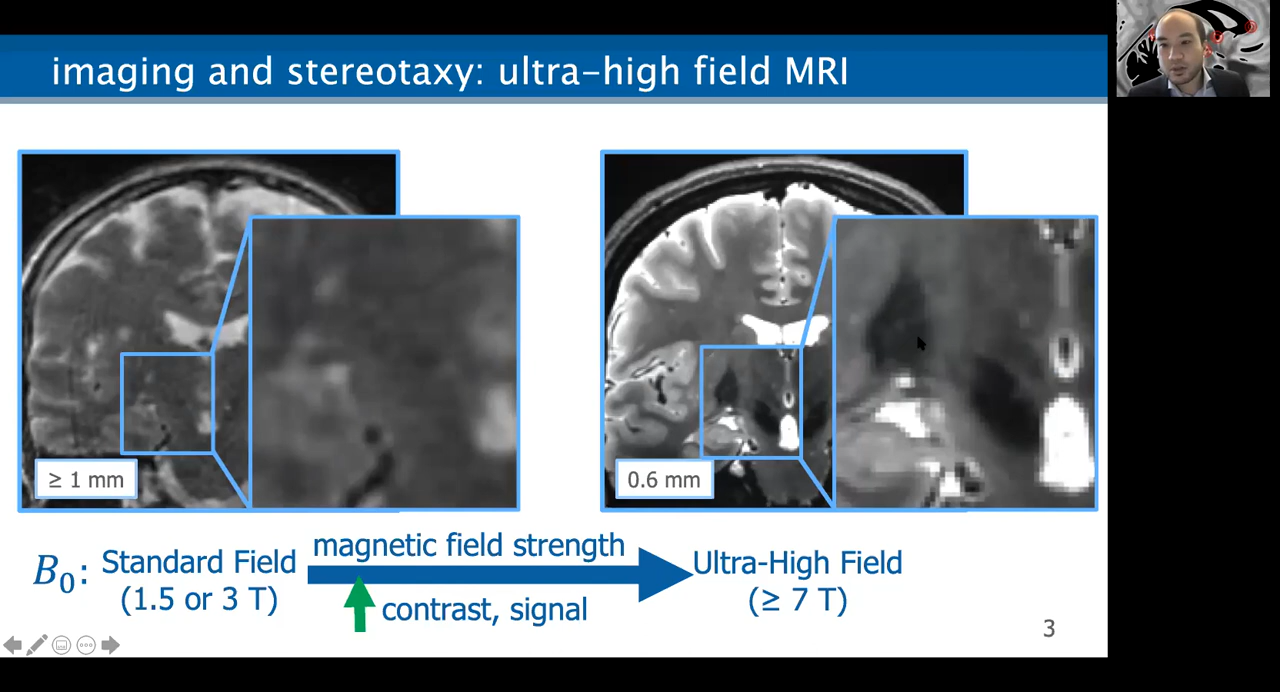 imaging and stereotaxy: ultra-high field MRI
≥ 1 mm
0.6 mm
B₀:
Standard Field
(1.5 or 3 T)
magnetic field strength
contrast, signal
Ultra-High Field
(≥ 7 T)
3